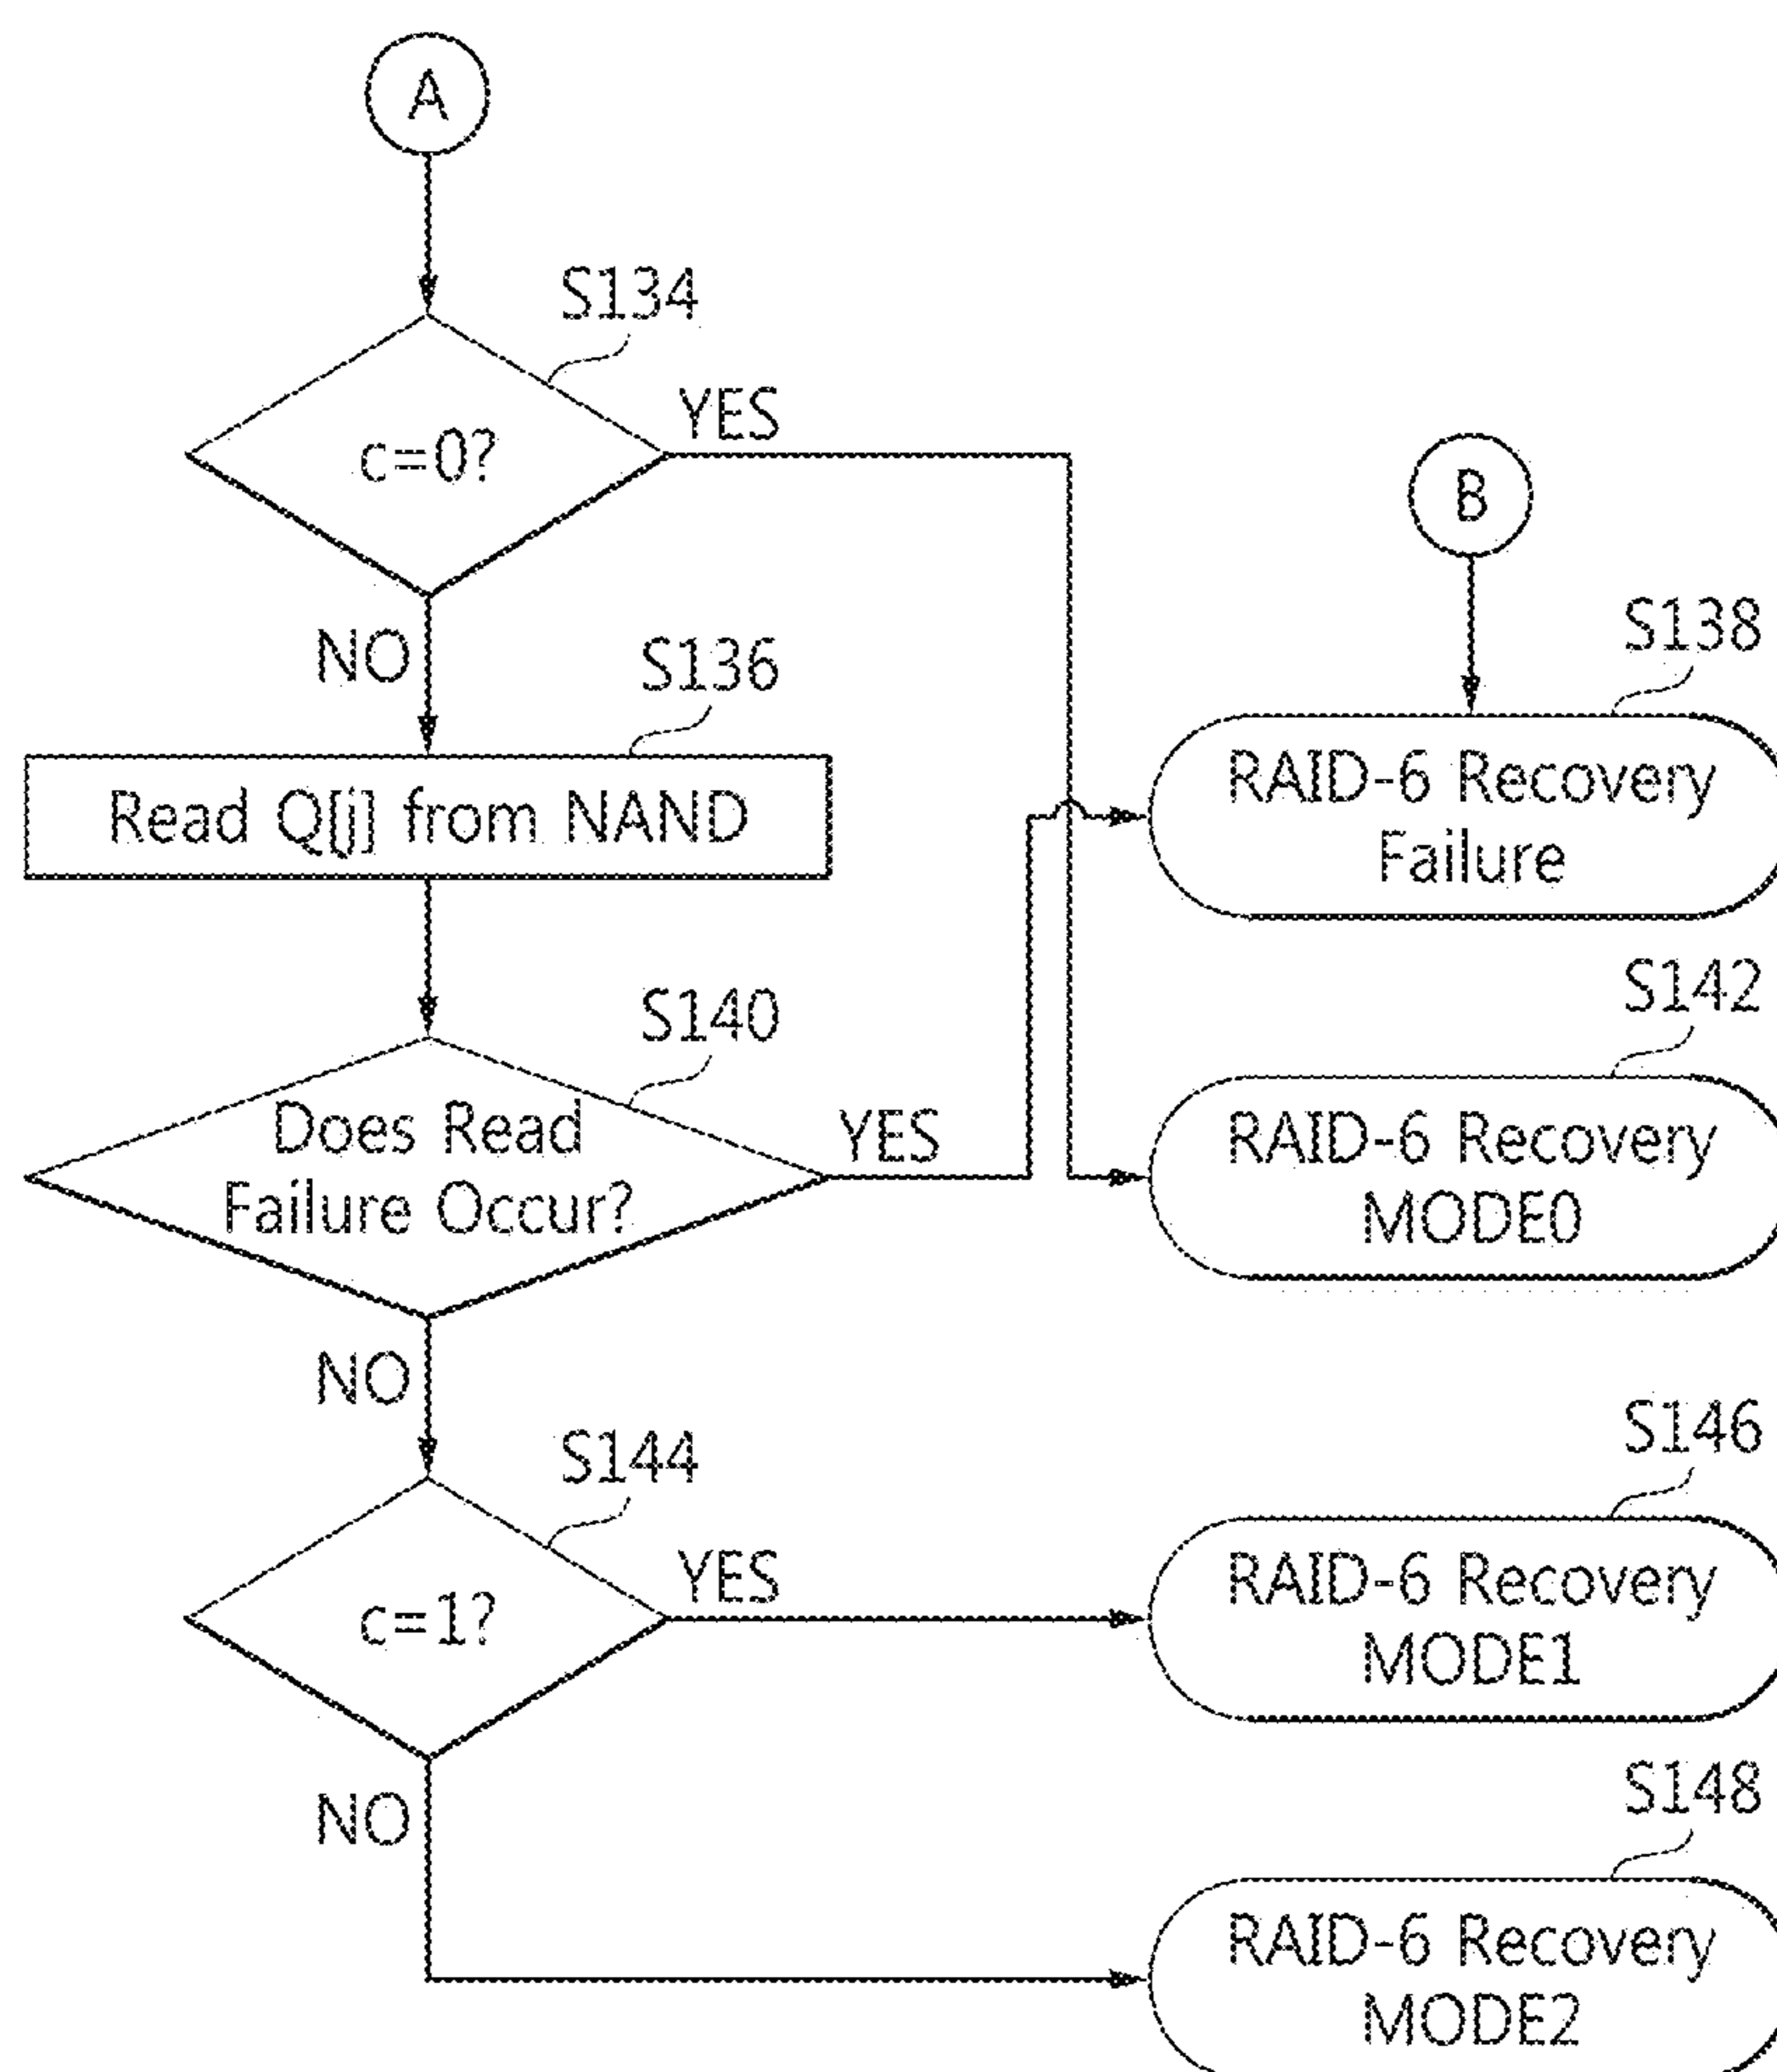 A
S134
c=0?
YES
B
NO
S136
S138
Read Q[j] from NAND
RAID-6 Recovery
Failure
S140
S142
Does Read
Failure Occur?
YES
RAID-6 Recovery
MODE0
NO
S144
S146
c=1?
YES
RAID-6 Recovery
MODE1
NO
S148
RAID-6 Recovery
MODE2